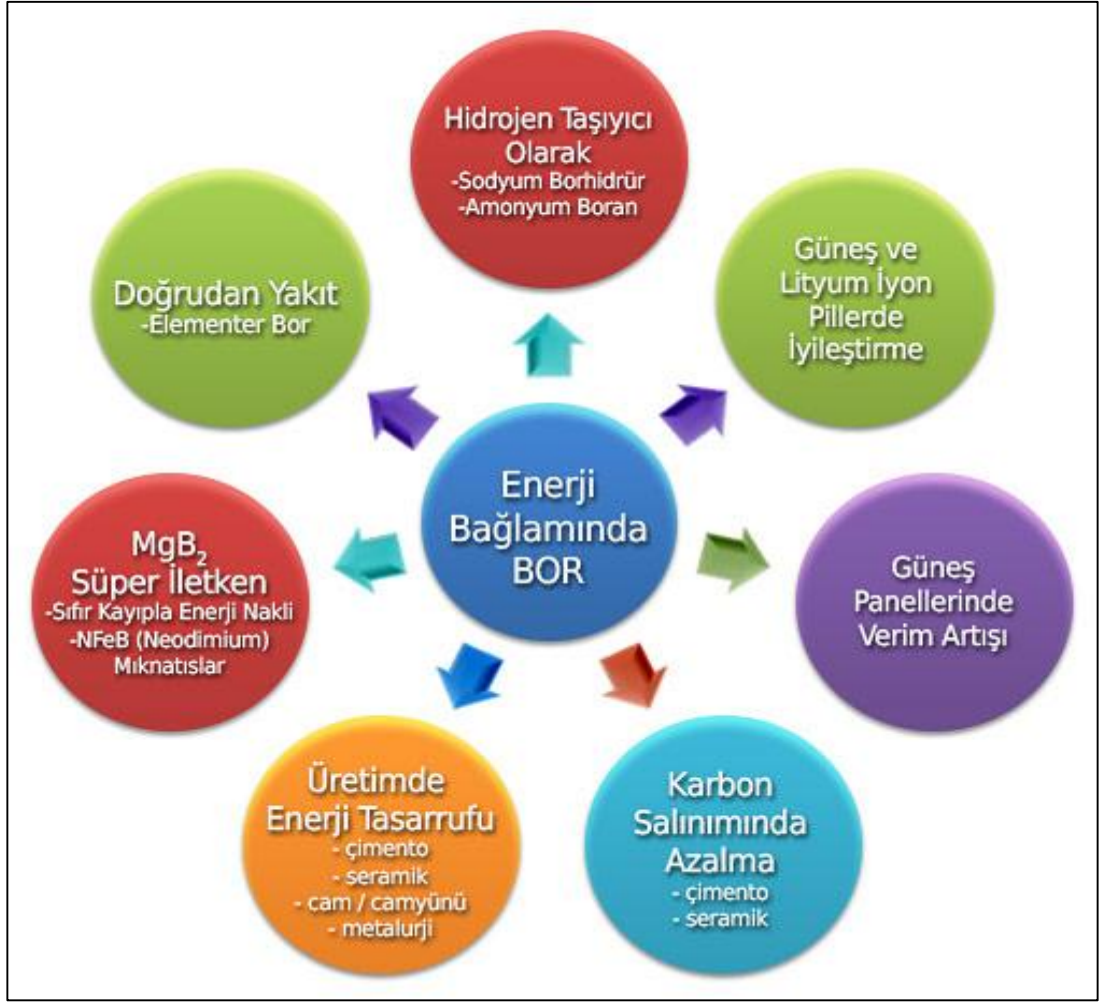 Hidrojen Taşıyıcı
Olarak
-Sodyum Borhidrür
-Amonyum Boran
Güneş ve
Lityum İyon
Pillerde
İyileştirme
Güneş
Panellerinde
Verim Artışı
Karbon
Salınımında
Azalma
- çimento
- seramik
Üretimde
Enerji Tasarrufu
- çimento
- seramik
- cam / camyünü
- metalurji
MgB₂
Süper İletken
-Sıfır Kayıpla Enerji Nakli
-NFeB (Neodimium)
Mıknatıslar
Doğrudan Yakıt
-Elementer Bor
Enerji
Bağlamında
BOR